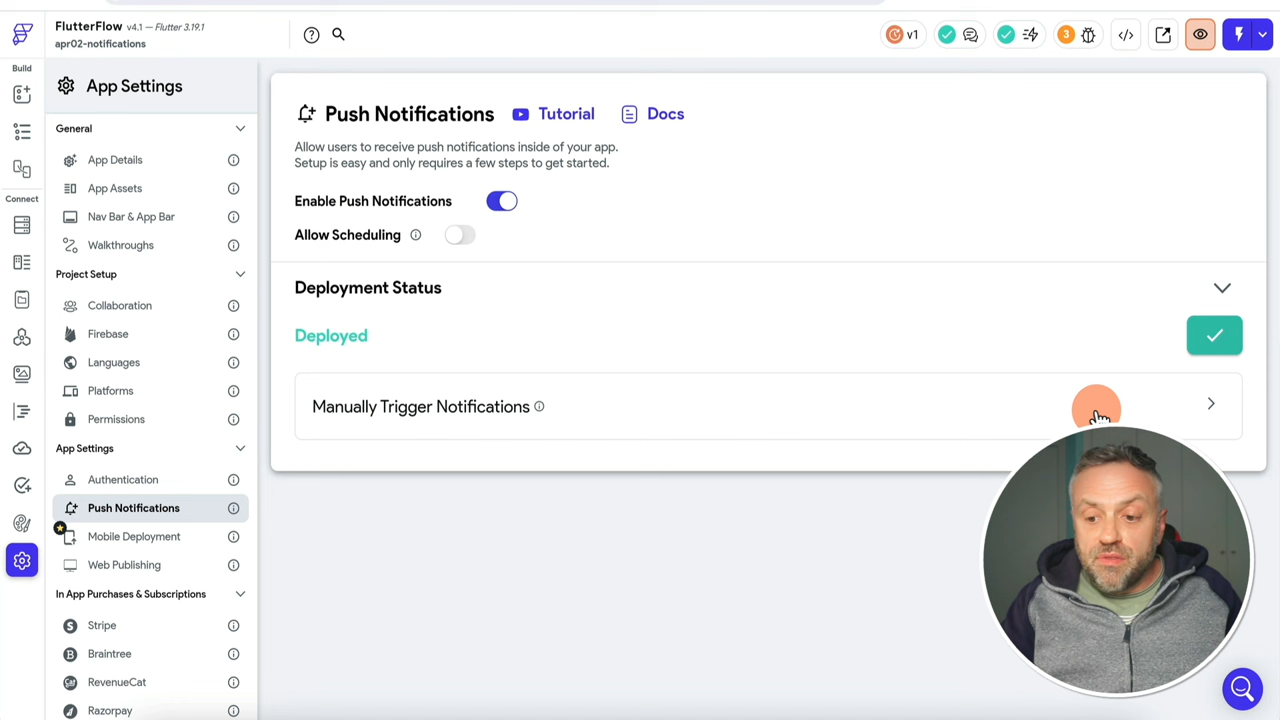 FlutterFlow v4.1 — Flutter 3.19.1
apr02-notifications
v1
3
Build
Connect
App Settings
General
App Details
App Assets
Nav Bar & App Bar
Walkthroughs
Project Setup
Collaboration
Firebase
Languages
Platforms
Permissions
App Settings
Authentication
Push Notifications
Mobile Deployment
Web Publishing
In App Purchases & Subscriptions
Stripe
Braintree
RevenueCat
Razorpay
Push Notifications Tutorial Docs
Allow users to receive push notifications inside of your app.
Setup is easy and only requires a few steps to get started.
Enable Push Notifications
Allow Scheduling
Deployment Status
Deployed
Manually Trigger Notifications